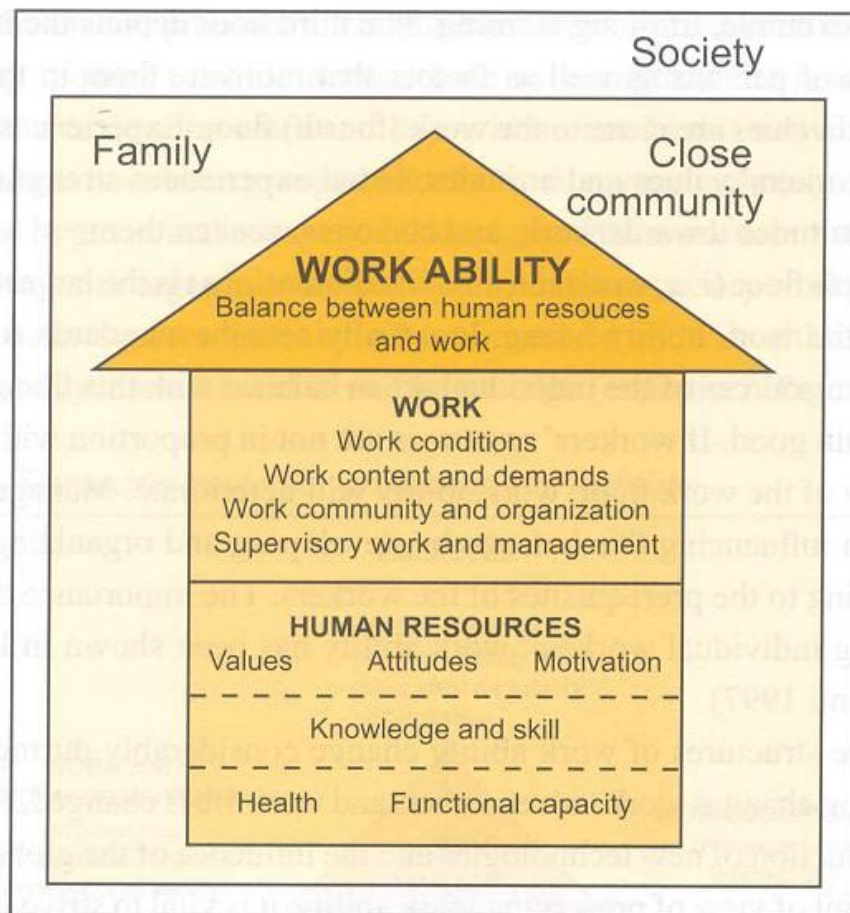 Society
Family
Close
community
WORK ABILITY
Balance between human resouces
and work
WORK
Work conditions
Work content and demands
Work community and organization
Supervisory work and management
HUMAN RESOURCES
Values Attitudes Motivation
Knowledge and skill
Health Functional capacity